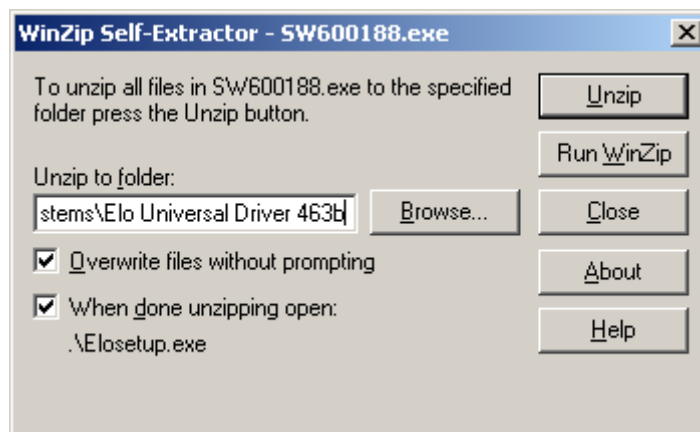 WinZip Self-Extractor - SW600188.exe
To unzip all files in SW600188.exe to the specified
folder press the Unzip button.
Unzip to folder:
stems\Elo Universal Driver 463b
Browse...
Overwrite files without prompting
When done unzipping open:
.\Elosetup.exe
Unzip
Run WinZip
Close
About
Help